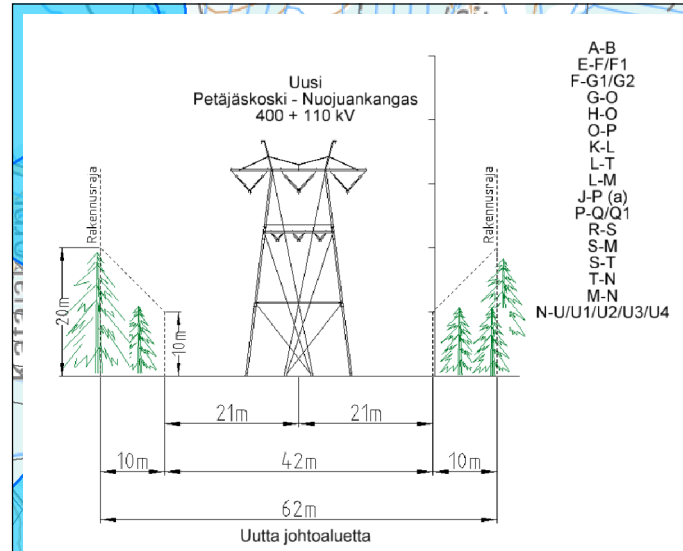 Uusi
Petäjäskoski - Nuojuankangas
400 + 110 kV
A-B
E-F/F1
F-G1/G2
G-O
H-O
O-P
K-L
L-T
L-M
J-P (a)
P-Q/Q1
R-S
S-M
S-T
T-N
M-N
N-U/U1/U2/U3/U4
Rakennusraja
Rakennusraja
20m
10m
21m
21m
10m
42m
10m
62m
Uutta johtoaluetta